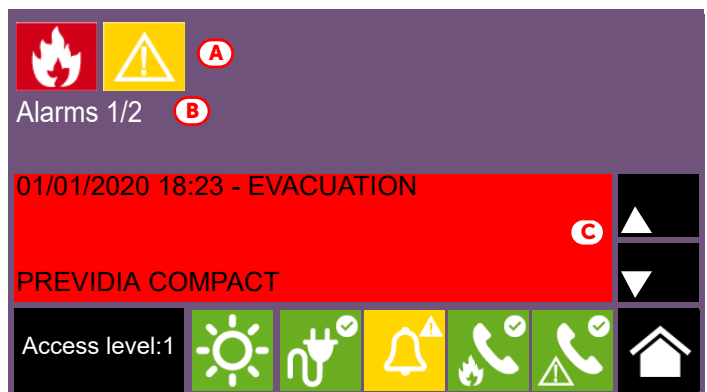 A
Alarms 1/2 B
01/01/2020 18:23 - EVACUATION
C
PREVIDIA COMPACT
Access level:1